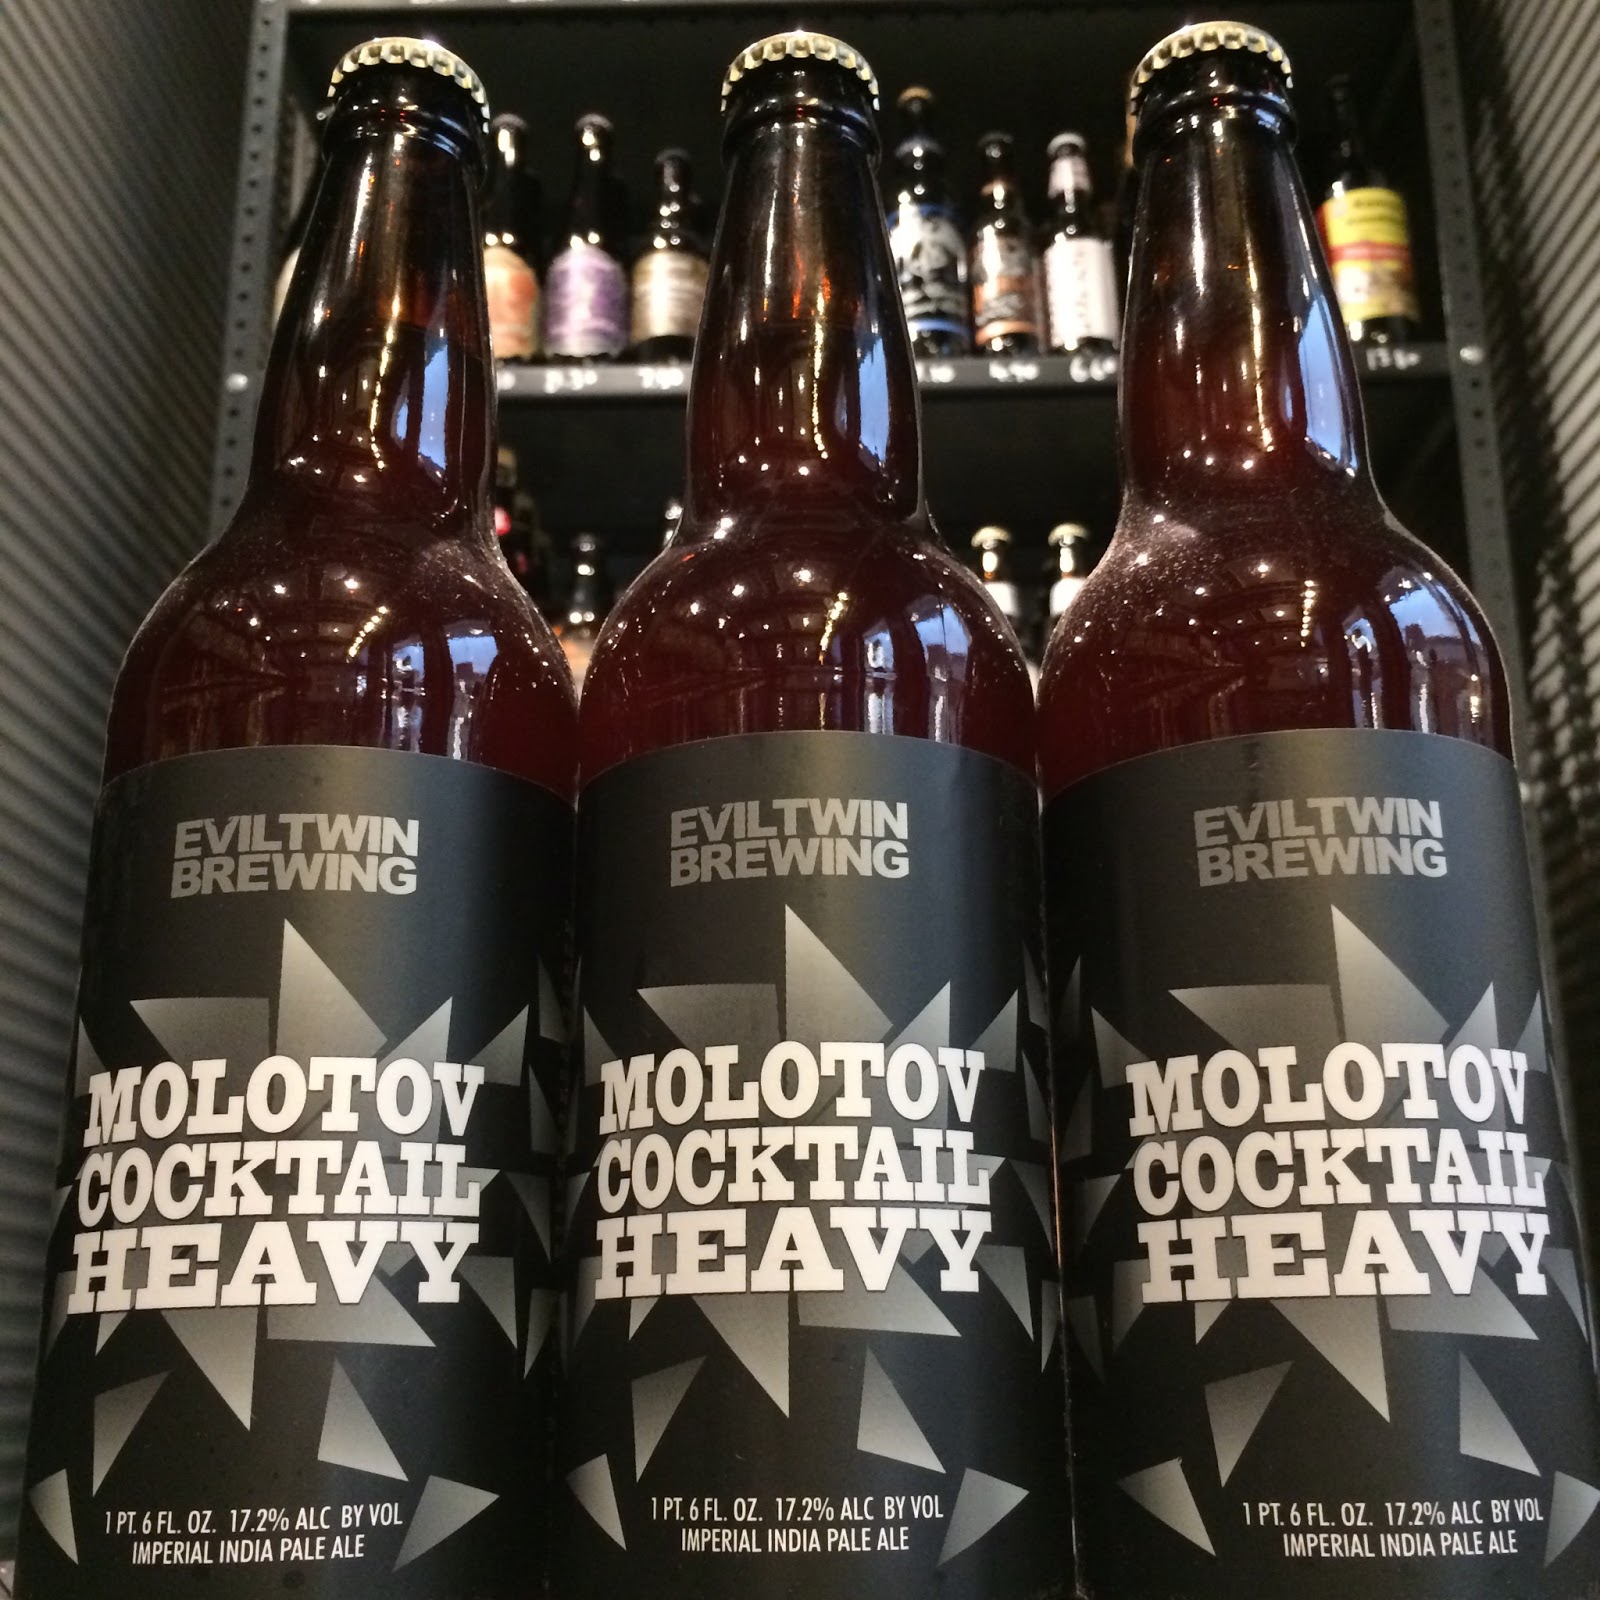 EVILTWIN
BREWING
MOLOTOV
COCKTAIL
HEAVY
1 PT. 6 FL. OZ. 17.2% ALC BY VOL
IMPERIAL INDIA PALE ALE
EVILTWIN
BREWING
MOLOTOV
COCKTAIL
HEAVY
1 PT. 6 FL. OZ. 17.2% ALC BY VOL
IMPERIAL INDIA PALE ALE
EVILTWIN
BREWING
MOLOTOV
COCKTAIL
HEAVY
1 PT. 6 FL. OZ. 17.2% ALC BY VOL
IMPERIAL INDIA PALE ALE